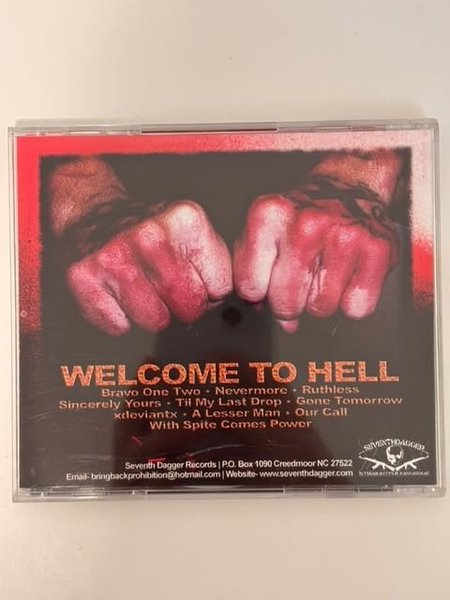 WELCOME TO HELL
Bravo One Two • Nevermore • Ruthless
Sincerely Yours • Til My Last Drop • Gone Tomorrow
xdeviantx • A Lesser Man • Our Call
With Spite Comes Power
Seventh Dagger Records | P.O. Box 1090 Creedmoor NC 27522
Email- bringbackprohibition@hotmail.com | Website- www.seventhdagger.com
SEVENTHDAGGER